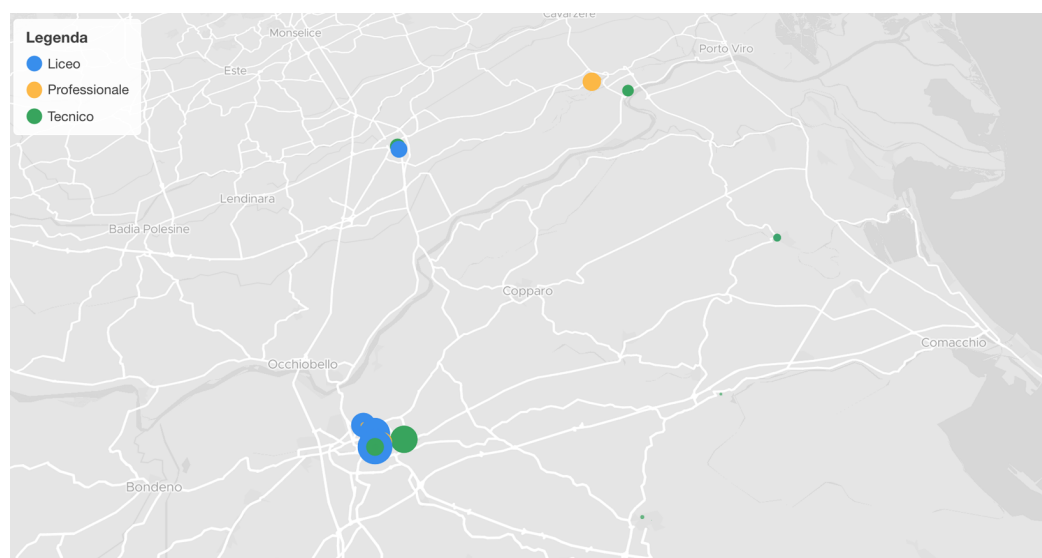 Cavarzere
Legenda
Monselice
Porto Viro
Liceo
Este
Professionale
Tecnico
Lendinara
Badia Polesine
Copparo
Comacchio
Occhiobello
Bondeno